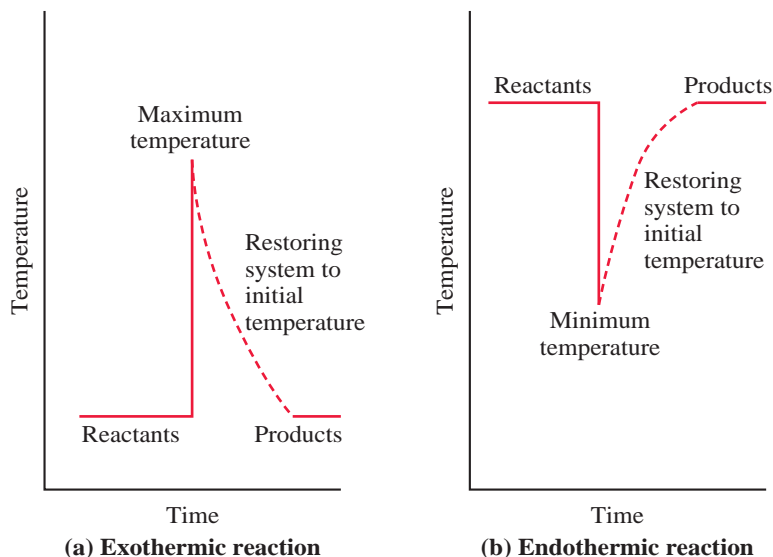 Temperature
Maximum
temperature
Restoring
system to
initial
temperature
Reactants
Products
Time
(a) Exothermic reaction
Temperature
Reactants
Products
Restoring
system to
initial
temperature
Minimum
temperature
Time
(b) Endothermic reaction